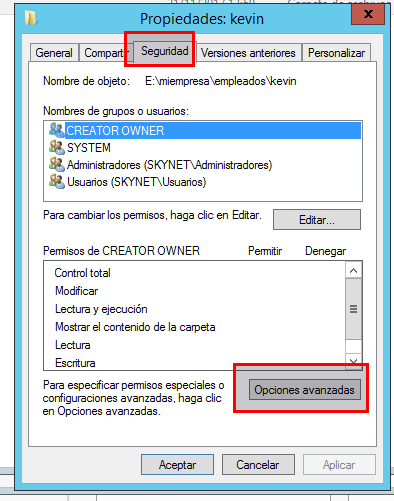 Propiedades: kevin
General Compartir Seguridad Versiones anteriores Personalizar
Nombre de objeto: E:\miempresa\empleados\kevin
Nombres de grupos o usuarios:
CREATOR OWNER
SYSTEM
Administradores (SKYNET\Administradores)
Usuarios (SKYNET\Usuarios)
Para cambiar los permisos, haga clic en Editar.
Editar...
Permisos de CREATOR OWNER Permitir Denegar
Control total
Modificar
Lectura y ejecución
Mostrar el contenido de la carpeta
Lectura
Escritura
Para especificar permisos especiales o
configuraciones avanzadas, haga clic
en Opciones avanzadas.
Opciones avanzadas
Aceptar Cancelar Aplicar